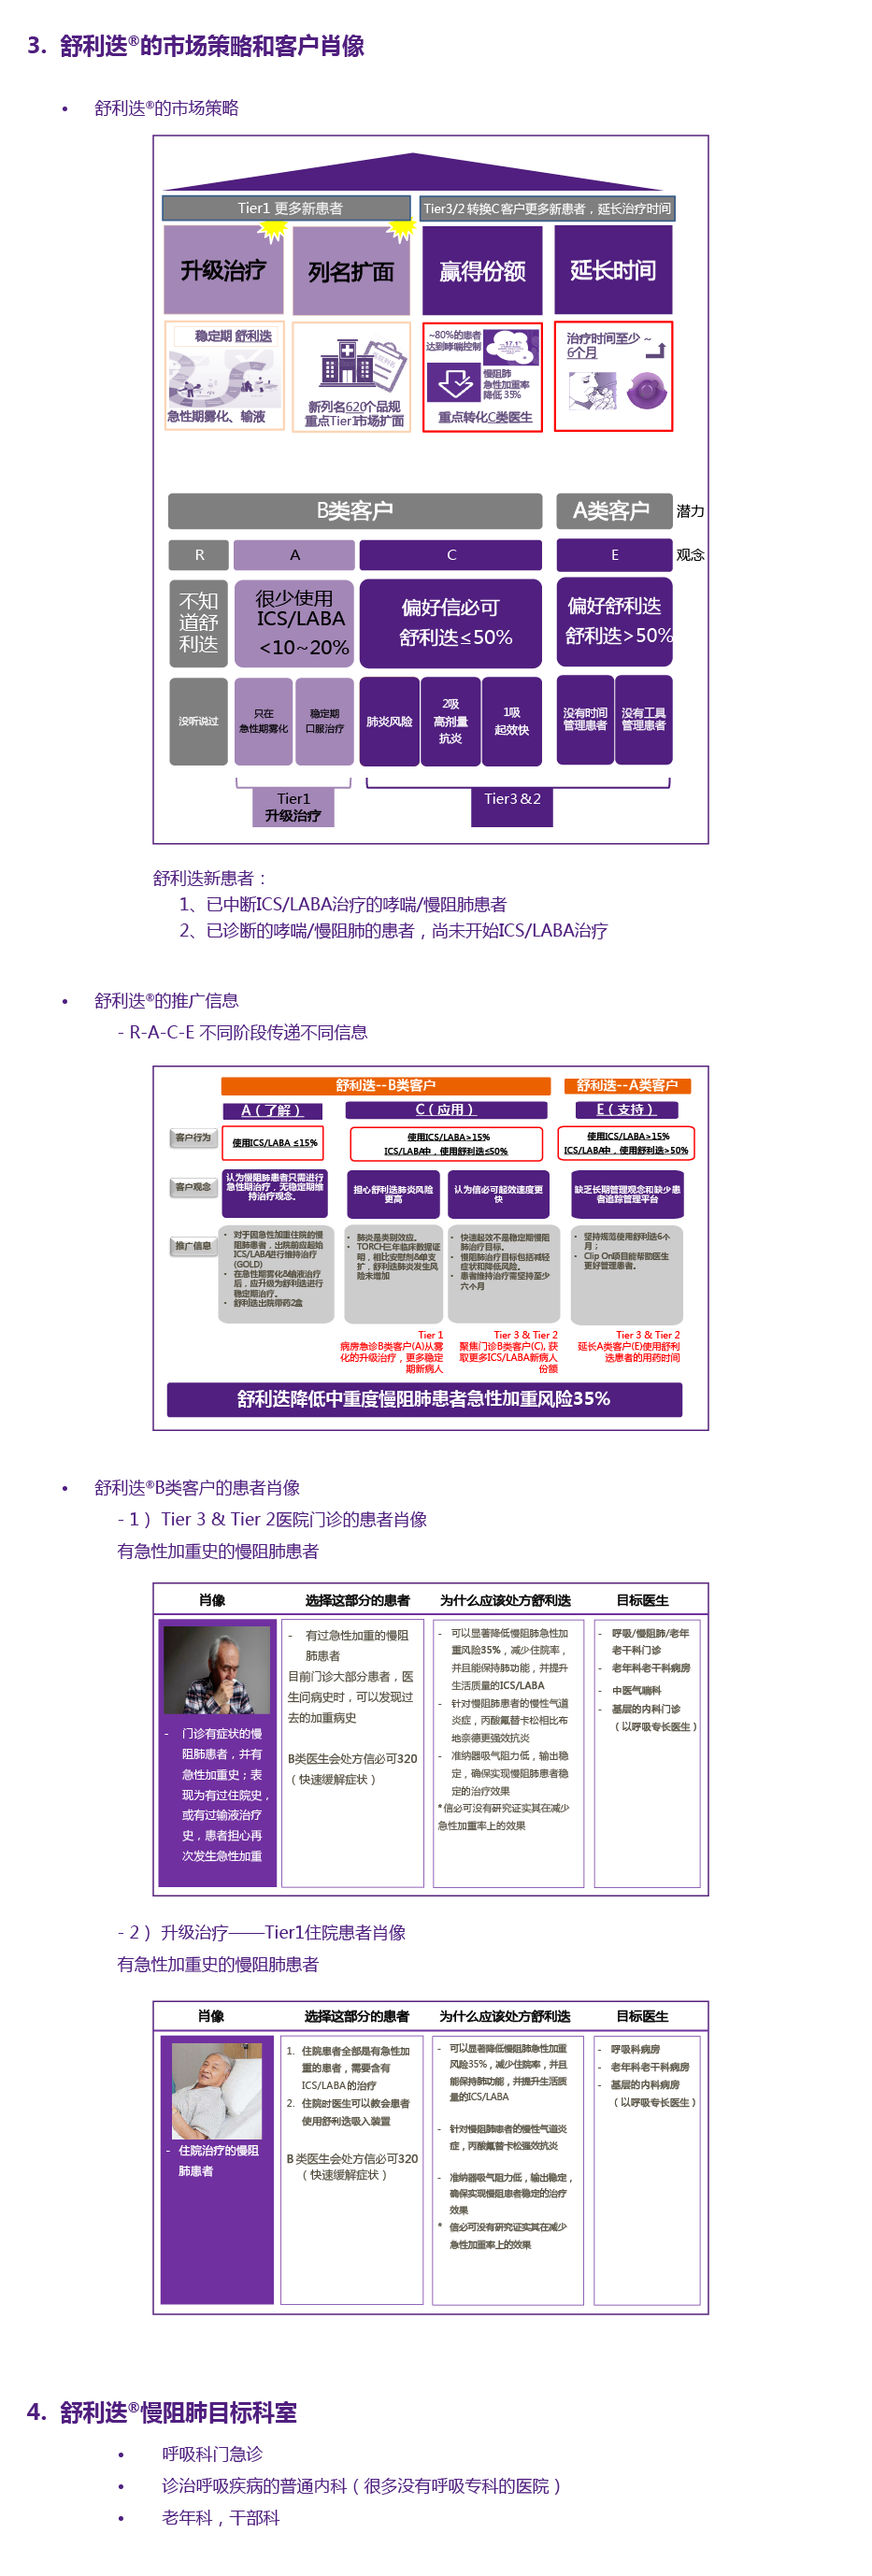 3. 舒利迭®的市场策略和客户肖像
• 舒利迭®的市场策略
Tier1 更多新患者
Tier3/2 转换C客户更多新患者，延长治疗时间
升级治疗
列名扩面
赢得份额
延长时间
稳定期 舒利迭
急性期雾化、输液
新列名620个品规
重点Tier1市场扩面
~80%的患者
达到哮喘控制
慢阻肺
急性加重率
降低 35%
重点转化C类医生
治疗时间至少 ~
6个月
B类客户
A类客户
潜力
R
A
C
E
观念
不知
道舒
利迭
很少使用
ICS/LABA
<10~20%
偏好信必可
舒利迭≤50%
偏好舒利迭
舒利迭>50%
没听说过
只在
急性期雾化
稳定期
口服治疗
肺炎风险
2吸
高剂量
抗炎
1吸
起效快
没有时间
管理患者
没有工具
管理患者
Tier1
升级治疗
Tier3 &2
舒利迭新患者：
1、已中断ICS/LABA治疗的哮喘/慢阻肺患者
2、已诊断的哮喘/慢阻肺的患者，尚未开始ICS/LABA治疗
• 舒利迭®的推广信息
- R-A-C-E 不同阶段传递不同信息
舒利迭--B类客户
舒利迭--A类客户
A（了解）
C（应用）
E（支持）
客户行为
使用ICS/LABA ≤15%
使用ICS/LABA>15%
ICS/LABA中，使用舒利迭≤50%
使用ICS/LABA>15%
ICS/LABA中，使用舒利迭>50%
客户观念
认为慢阻肺患者只需进行
急性期治疗，无稳定期维
持治疗观念。
担心舒利迭肺炎风险
更高
认为信必可起效速度更
快
缺乏长期管理观念和缺少患
者追踪管理平台
推广信息
• 对于因急性加重住院的慢
阻肺患者，出院前应起始
ICS/LABA进行维持治疗
(GOLD)
• 在急性期雾化&输液治疗
后，应升级为舒利迭进行
稳定期治疗。
• 舒利迭出院带药2盒
• 肺炎是类别效应。
• TORCH三年临床数据证
明，相比安慰剂&单支
扩，舒利迭肺炎发生风
险未增加
• 快速起效不是稳定期慢阻
肺治疗目标。
• 慢阻肺治疗目标包括减轻
症状和降低风险。
• 患者维持治疗需坚持至少
六个月
• 坚持规范使用舒利迭6个
月；
• Clip On项目能帮助医生
更好管理患者。
Tier 1
病房急诊B类客户(A)从雾
化的升级治疗，更多稳定
期新病人
Tier 3 & Tier 2
聚焦门诊B类客户(C), 获
取更多ICS/LABA新病人
份额
Tier 3 & Tier 2
延长A类客户(E)使用舒利
迭患者的用药时间
舒利迭降低中重度慢阻肺患者急性加重风险35%
• 舒利迭®B类客户的患者肖像
- 1） Tier 3 & Tier 2医院门诊的患者肖像
有急性加重史的慢阻肺患者
肖像
选择这部分的患者
为什么应该处方舒利迭
目标医生
- 门诊有症状的慢
阻肺患者，并有
急性加重史；表
现为有过住院史，
或有过输液治疗
史，患者担心再
次发生急性加重
- 有过急性加重的慢阻
肺患者
目前门诊大部分患者，医
生问病史时，可以发现过
去的加重病史
B类医生会处方信必可320
（快速缓解症状）
- 可以显著降低慢阻肺急性加
重风险35%，减少住院率，
并且能保持肺功能，并提升
生活质量的ICS/LABA
- 针对慢阻肺患者的慢性气道
炎症，丙酸氟替卡松相比布
地奈德更强效抗炎
- 准纳器吸气阻力低，输出稳
定，确保实现慢阻肺患者稳
定的治疗效果
*信必可没有研究证实其在减少
急性加重率上的效果
- 呼吸/慢阻肺/老年
老干科门诊
- 老年科老干科病房
- 中医气喘科
- 基层的内科门诊
（以呼吸专长医生）
- 2） 升级治疗——Tier1住院患者肖像
有急性加重史的慢阻肺患者
肖像
选择这部分的患者
为什么应该处方舒利迭
目标医生
- 住院治疗的慢阻
肺患者
1. 住院患者全部是有急性加
重的患者，需要含有
ICS/LABA的治疗
2. 住院时医生可以教会患者
使用舒利迭吸入装置
B 类医生会处方信必可320
（快速缓解症状）
- 可以显著降低慢阻肺急性加重
风险35%，减少住院率，并且
能保持肺功能，并提升生活质
量的ICS/LABA
- 针对慢阻肺患者的慢性气道炎
症，丙酸氟替卡松强效抗炎
- 准纳器吸气阻力低，输出稳定，
确保实现慢阻患者稳定的治疗
效果
* 信必可没有研究证实其在减少
急性加重率上的效果
- 呼吸科病房
- 老年科老干科病房
- 基层的内科病房
（以呼吸专长医生）
4. 舒利迭®慢阻肺目标科室
• 呼吸科门急诊
• 诊治呼吸疾病的普通内科（很多没有呼吸专科的医院）
• 老年科，干部科